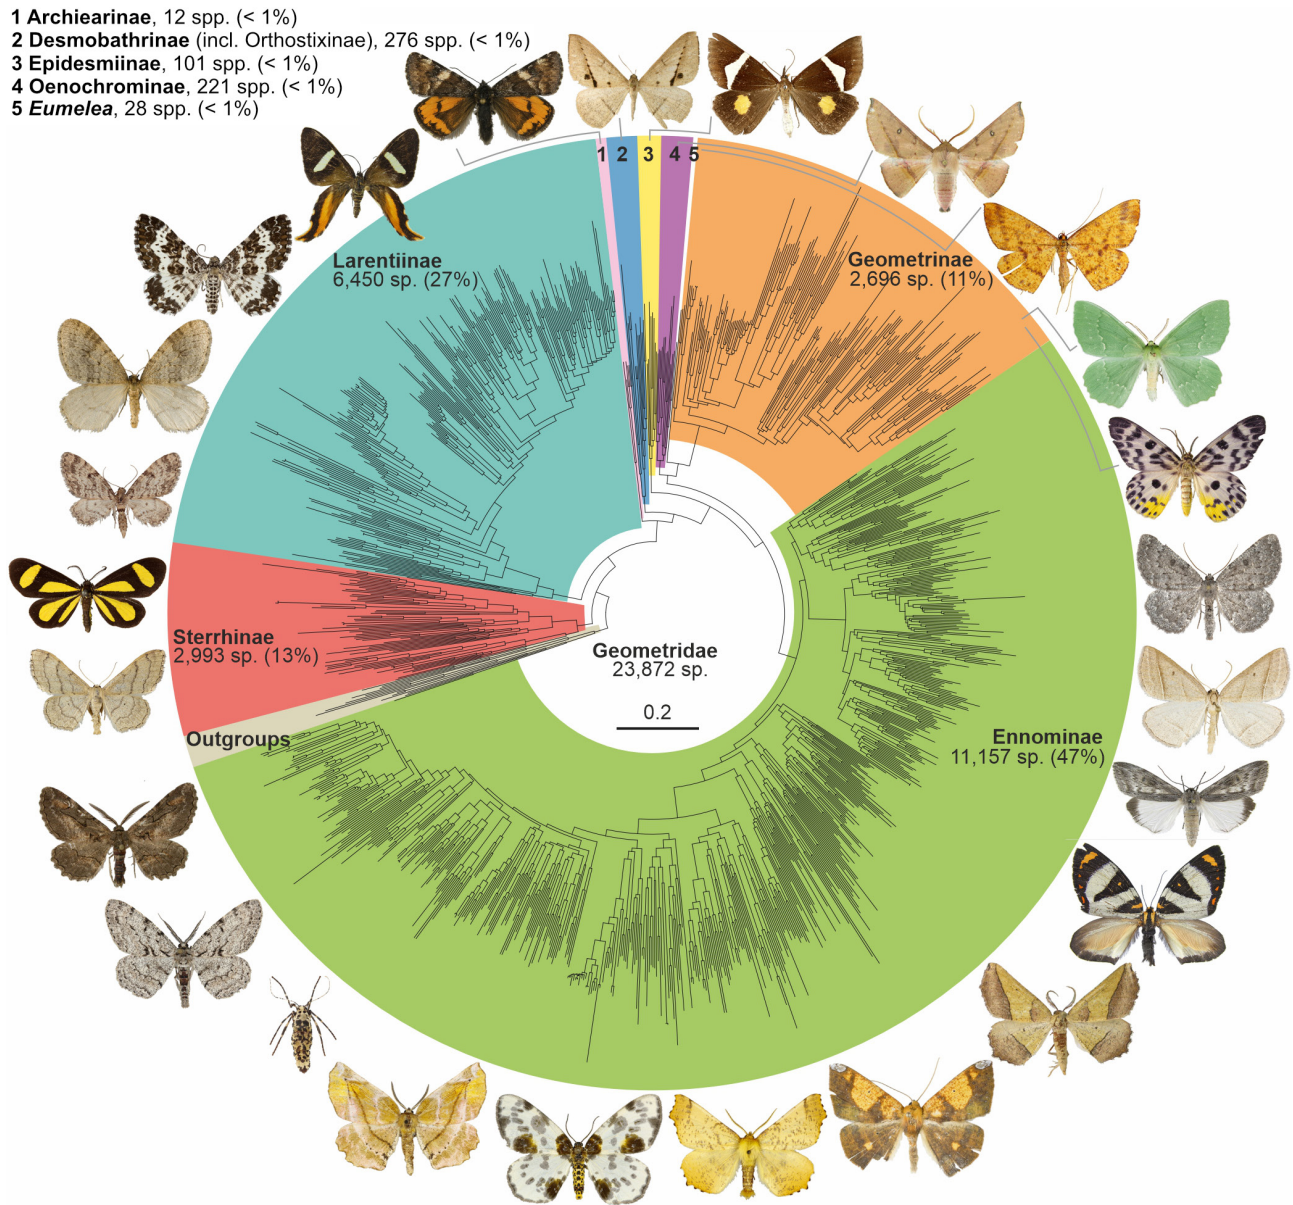 1 Archiearinae, 12 spp. (< 1%)
2 Desmobathrinae (incl. Orthostixinae), 276 spp. (< 1%)
3 Epidesmiinae, 101 spp. (< 1%)
4 Oenochrominae, 221 spp. (< 1%)
5 Eumelea, 28 spp. (< 1%)
1 2 3 4 5
Larentiinae
6,450 sp. (27%)
Geometrinae
2,696 sp. (11%)
Sterrhinae
2,993 sp. (13%)
Geometridae
23,872 sp.
0.2
Outgroups
Ennominae
11,157 sp. (47%)